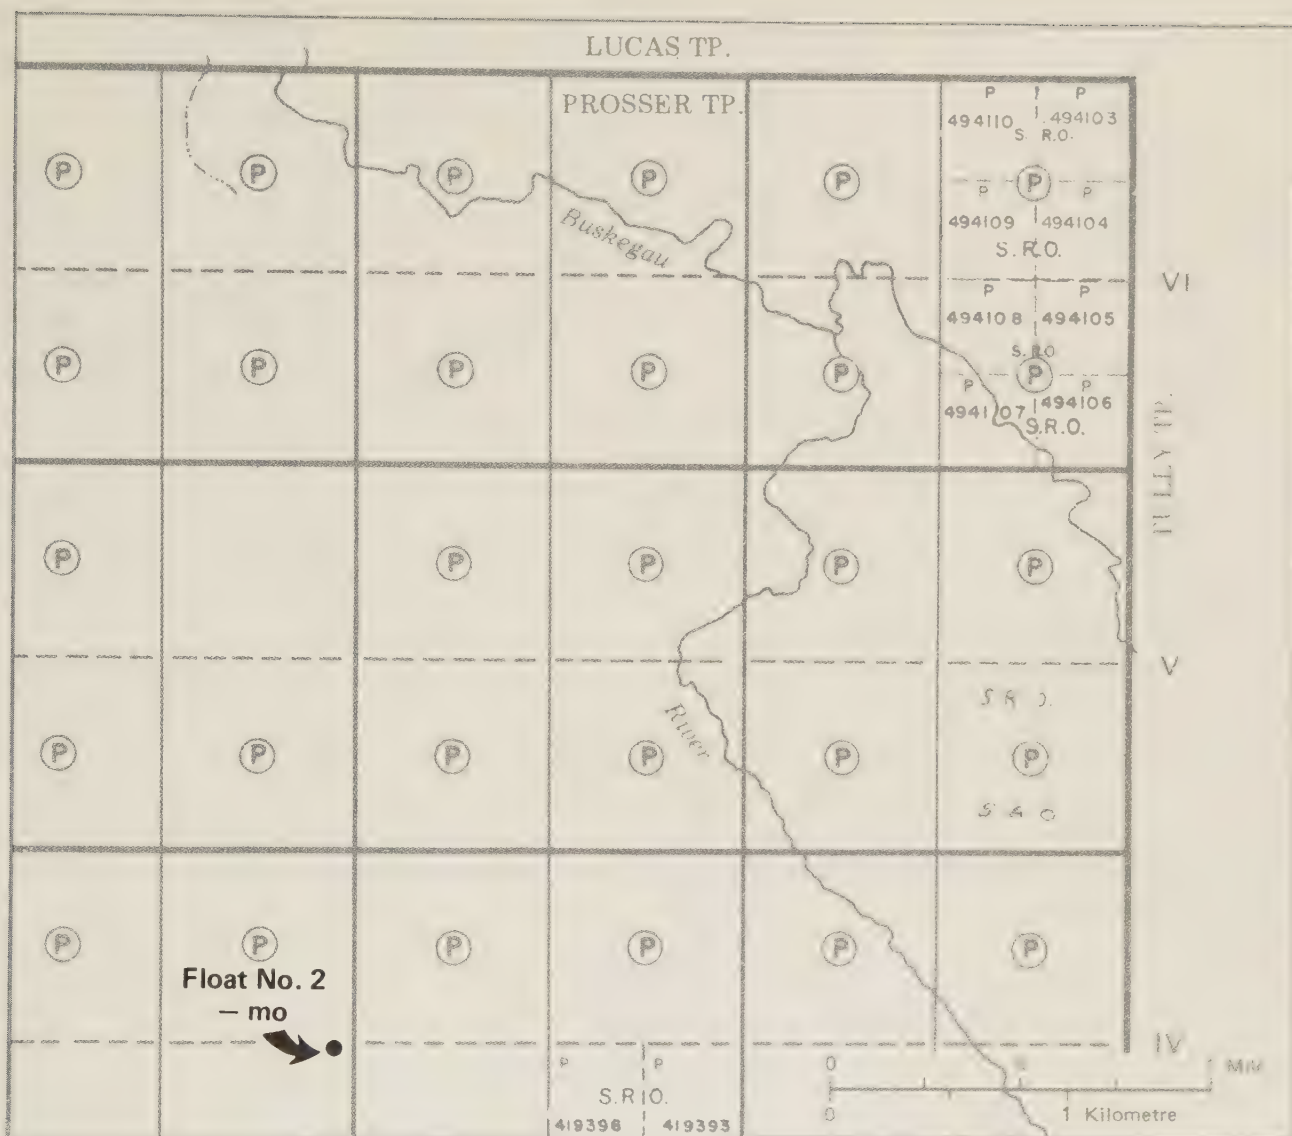 LUCAS TP.
PROSSER TP.
P P
494110 494103
S. R.O.
P P P P P P
P P
494109 494104
S. R.O.
Buskegau
VI
P P
494108 494105
S. R.O.
P P P P P P
P P
494107 494106
S.R.O.
P P P P P
V
S R O.
River
P P P P P P
S R O
P P P P P P
Float No. 2
– mo
IV
P P
S.R.O.
419396 419393
0 1 Mile
0 1 Kilometre